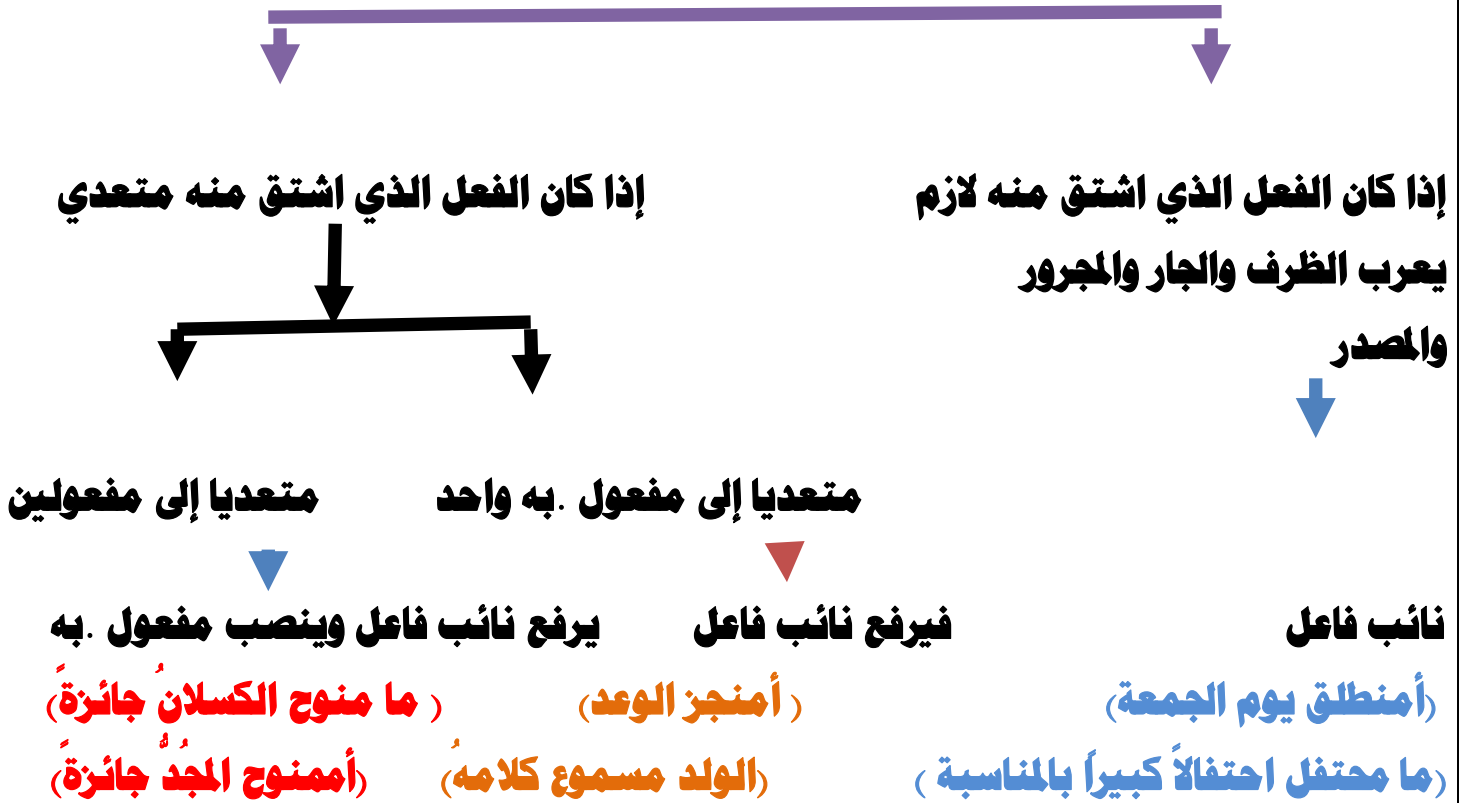 إذا كان الفعل الذي اشتق منه لازم
يعرب الظرف والجار والمجرور
والمصدر
نائب فاعل
(أمنطلق يوم الجمعة)
(ما محتفل احتفالاً كبيراً بالمناسبة )
إذا كان الفعل الذي اشتق منه متعدي
متعديا إلى مفعول .به واحد
فيرفع نائب فاعل
( أمنجز الوعد)
(الولد مسموع كلامهُ)
متعديا إلى مفعولين
يرفع نائب فاعل وينصب مفعول .به
( ما منوح الكسلانُ جائزةً)
(أممنوح المجُدُّ جائزةً)